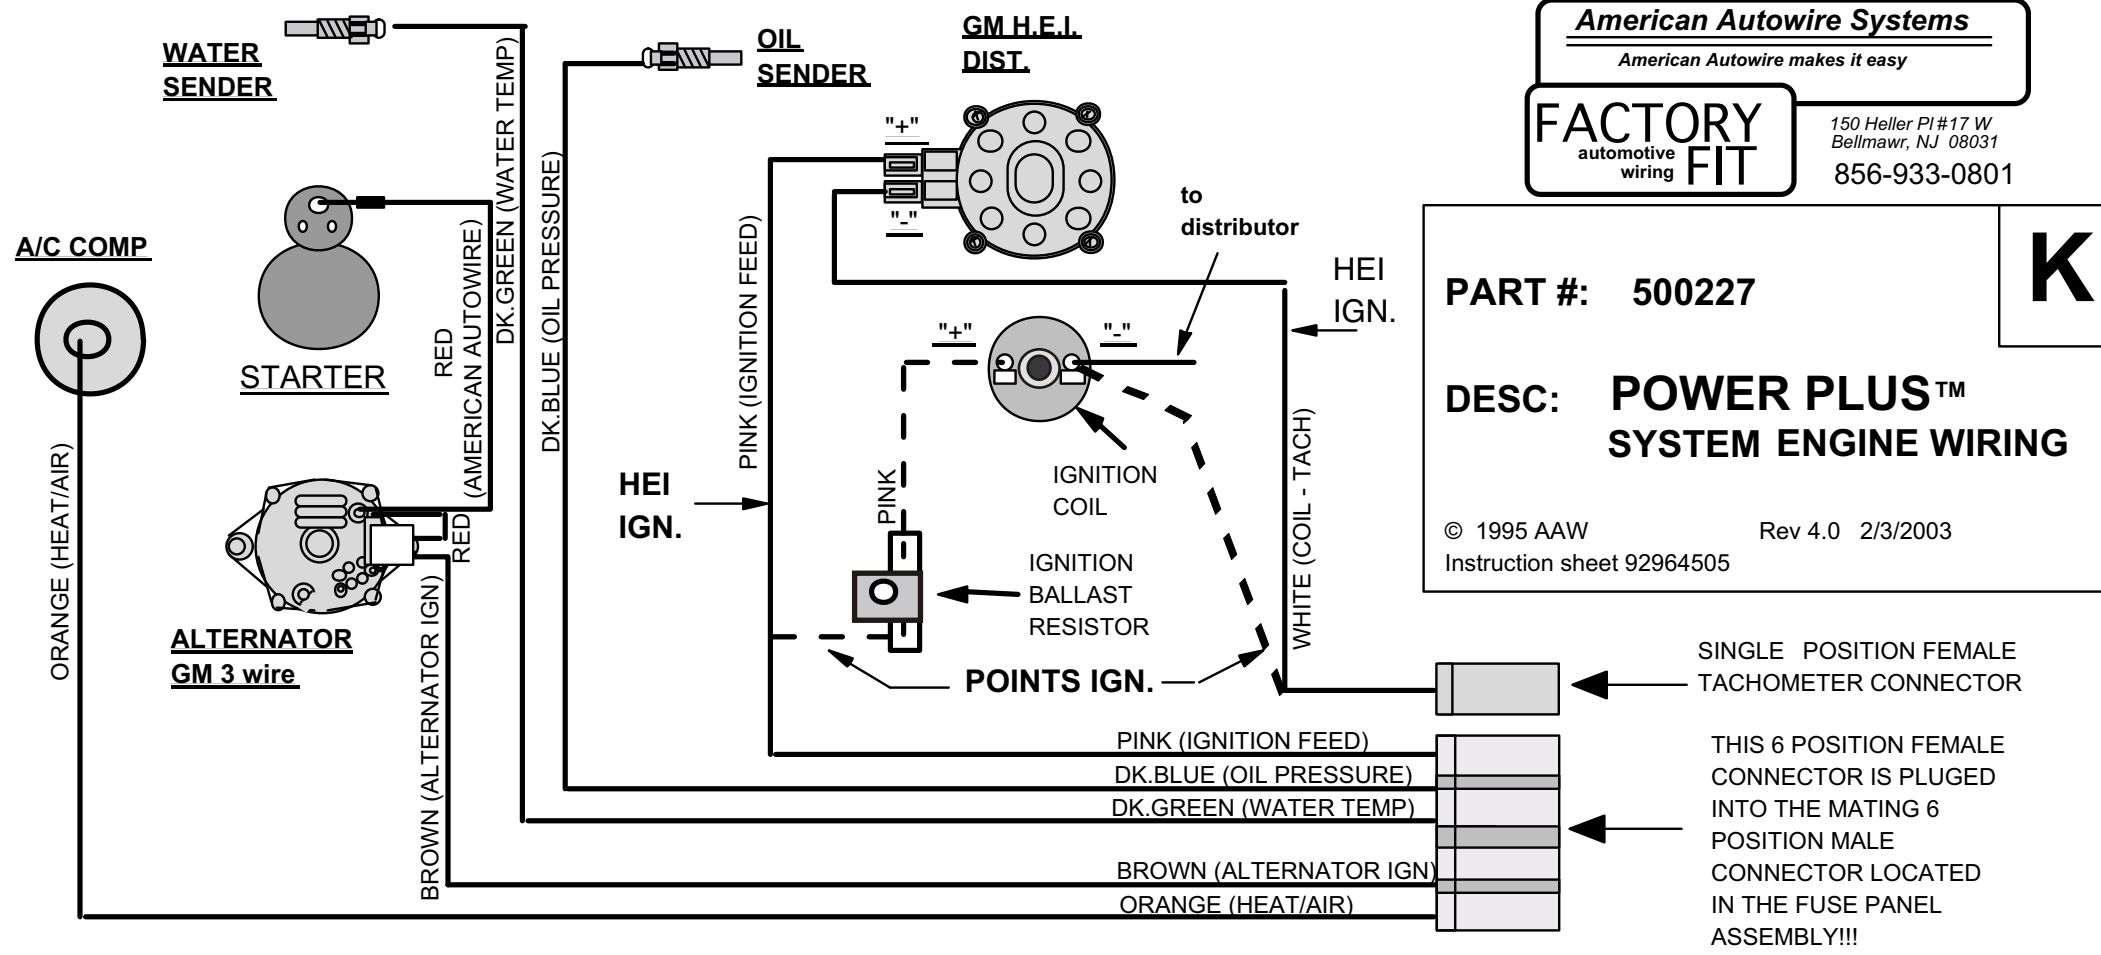 WATER
SENDER
OIL
SENDER
GM H.E.I.
DIST.
"+"
"-"
A/C COMP
STARTER
RED
(AMERICAN AUTOWIRE)
DK.GREEN (WATER TEMP)
DK.BLUE (OIL PRESSURE)
PINK (IGNITION FEED)
to
distributor
HEI
IGN.
"+"
"-"
IGNITION
COIL
PINK
HEI
IGN.
IGNITION
BALLAST
RESISTOR
POINTS IGN.
WHITE (COIL - TACH)
ORANGE (HEAT/AIR)
RED
ALTERNATOR
GM 3 wire
BROWN (ALTERNATOR IGN)
PINK (IGNITION FEED)
DK.BLUE (OIL PRESSURE)
DK.GREEN (WATER TEMP)
BROWN (ALTERNATOR IGN)
ORANGE (HEAT/AIR)
American Autowire Systems
American Autowire makes it easy
FACTORY
automotive
wiring FIT
150 Heller Pl #17 W
Bellmawr, NJ 08031
856-933-0801
K
PART #: 500227
DESC: POWER PLUS™
SYSTEM ENGINE WIRING
© 1995 AAW Rev 4.0 2/3/2003
Instruction sheet 92964505
SINGLE POSITION FEMALE
TACHOMETER CONNECTOR
THIS 6 POSITION FEMALE
CONNECTOR IS PLUGED
INTO THE MATING 6
POSITION MALE
CONNECTOR LOCATED
IN THE FUSE PANEL
ASSEMBLY!!!